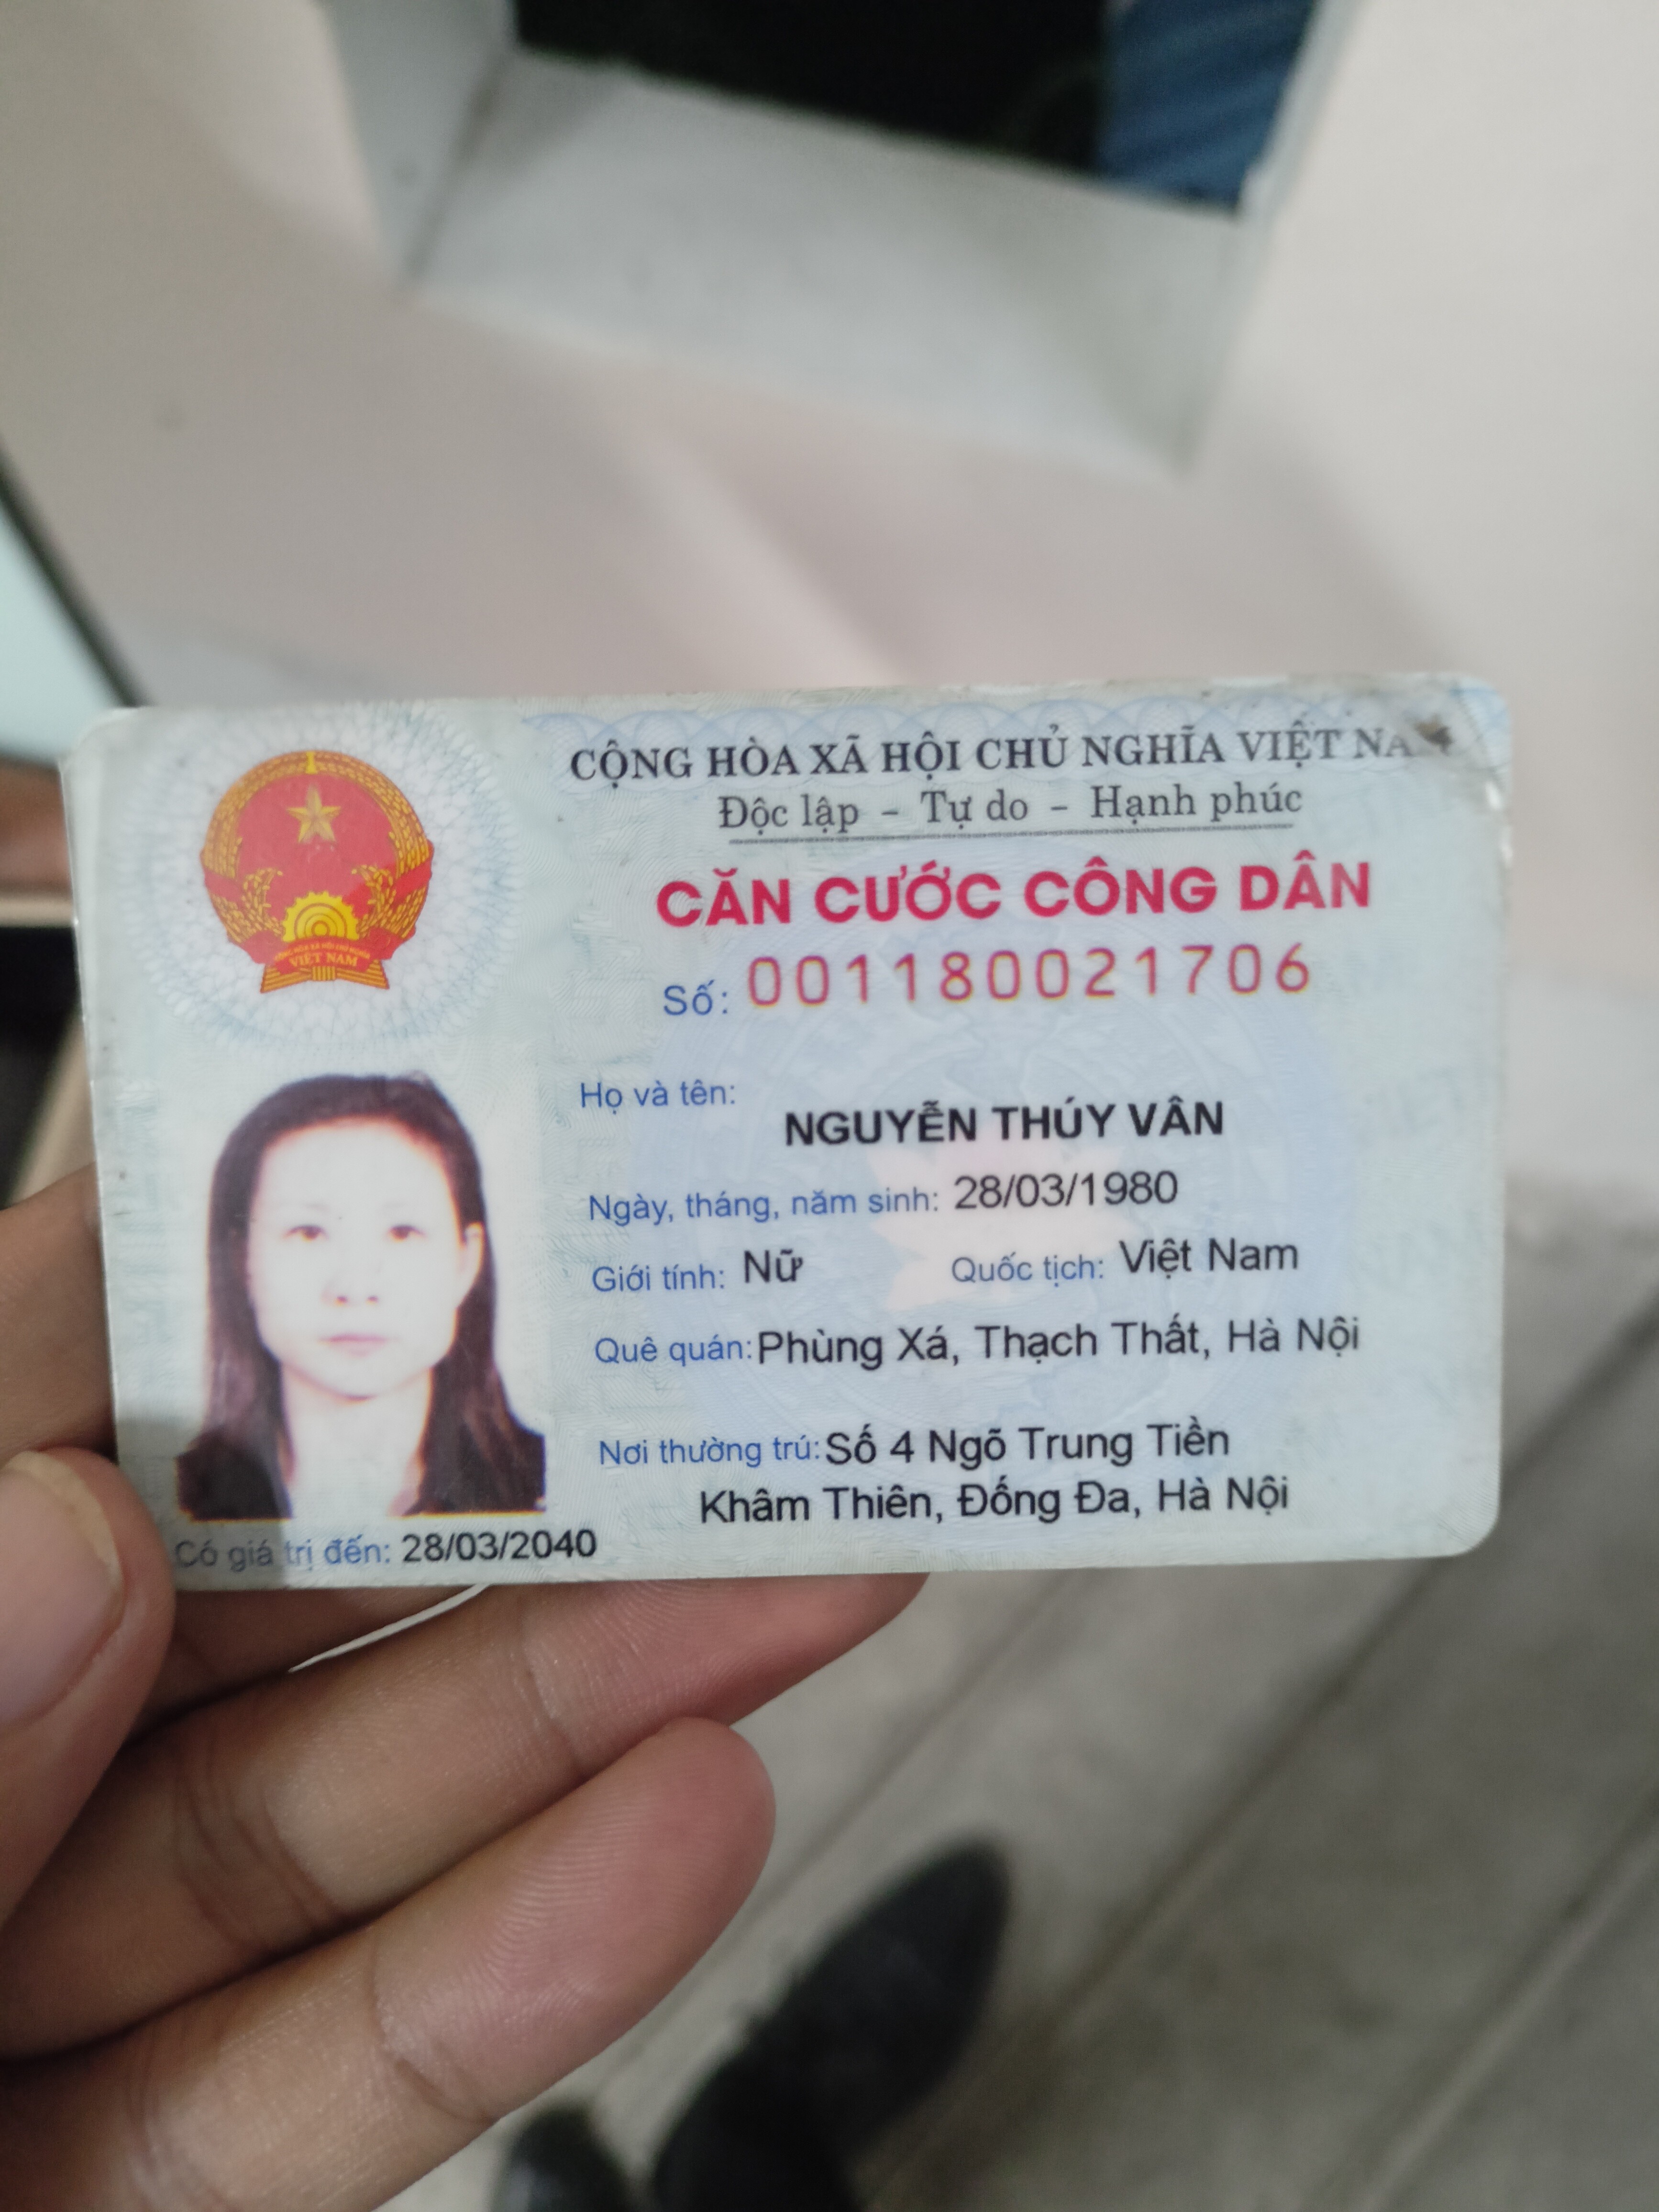 CỘNG HÒA XÃ HỘI CHỦ NGHĨA VIỆT
Độc lập - Tự do - Hạnh phúc
CĂN CƯỚC CÔNG DÂN
Số: 001180021706
Họ và tên:
NGUYỄN THÚY VÂN
Ngày, tháng, năm sinh: 28/03/1980
Giới tính: Nữ Quốc tịch: Việt Nam
Quê quán: Phùng Xá, Thạch Thất, Hà Nội
Nơi thường trú: Số 4 Ngõ Trung Tiền
Khâm Thiên, Đống Đa, Hà Nội
Có giá trị đến: 28/03/2040
VIỆT NAM